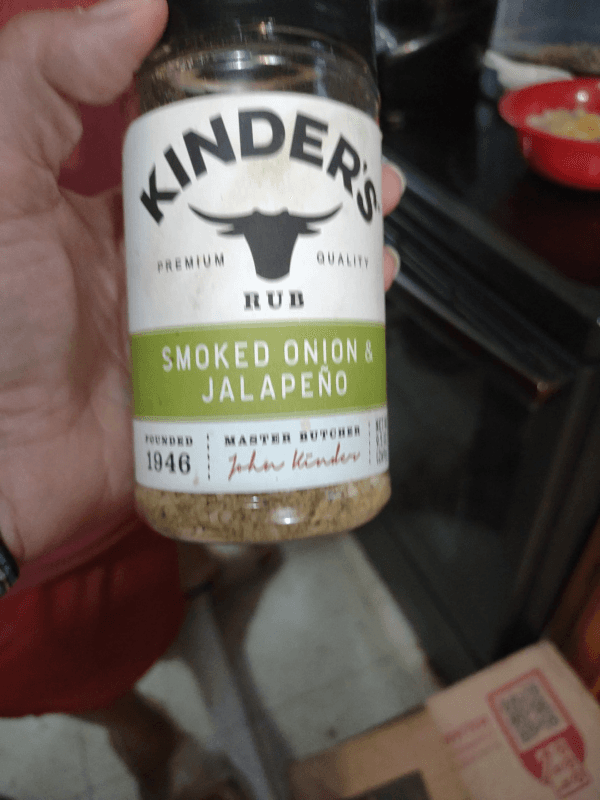 KINDER'S
PREMIUM QUALITY
RUB
SMOKED ONION &
JALAPEÑO
FOUNDED
1946
MASTER BUTCHER
John Kinder